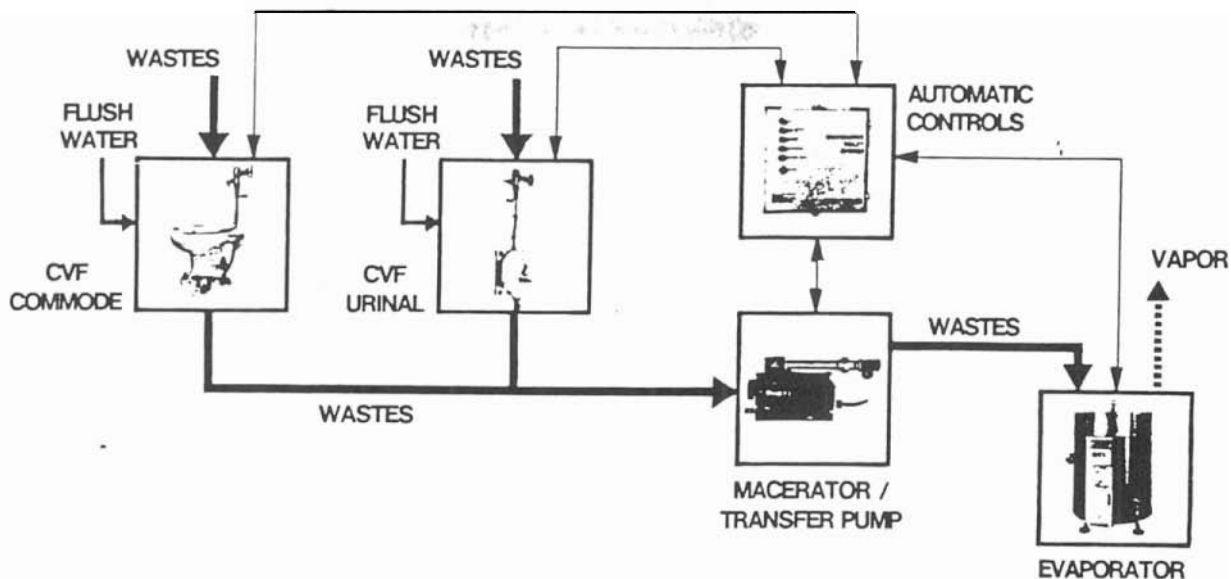 WASTES
WASTES
FLUSH
WATER
FLUSH
WATER
AUTOMATIC
CONTROLS
CVF
COMMODE
CVF
URINAL
VAPOR
WASTES
WASTES
MACERATOR /
TRANSFER PUMP
EVAPORATOR